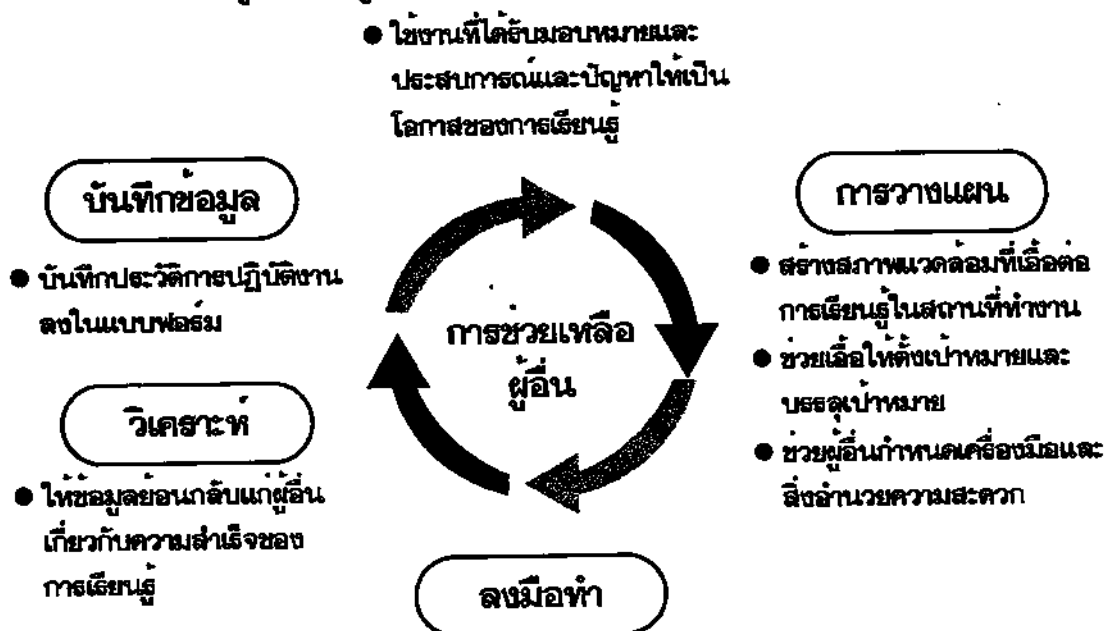 ● ใช้งานที่ได้รับมอบหมายและ
ประสบการณ์และปัญหาให้เป็น
โอกาสของการเรียนรู้
บันทึกข้อมูล
● บันทึกประวัติการปฏิบัติงาน
ลงในแบบฟอร์ม
การวางแผน
● สร้างสภาพแวดล้อมที่เอื้อต่อ
การเรียนรู้ในสถานที่ทำงาน
● ช่วยเอื้อให้ตั้งเป้าหมายและ
บรรลุเป้าหมาย
● ช่วยผู้อื่นกำหนดเครื่องมือและ
สิ่งอำนวยความสะดวก
การช่วยเหลือ
ผู้อื่น
วิเคราะห์
● ให้ข้อมูลย้อนกลับแก่ผู้อื่น
เกี่ยวกับความสำเร็จของ
การเรียนรู้
ลงมือทำ